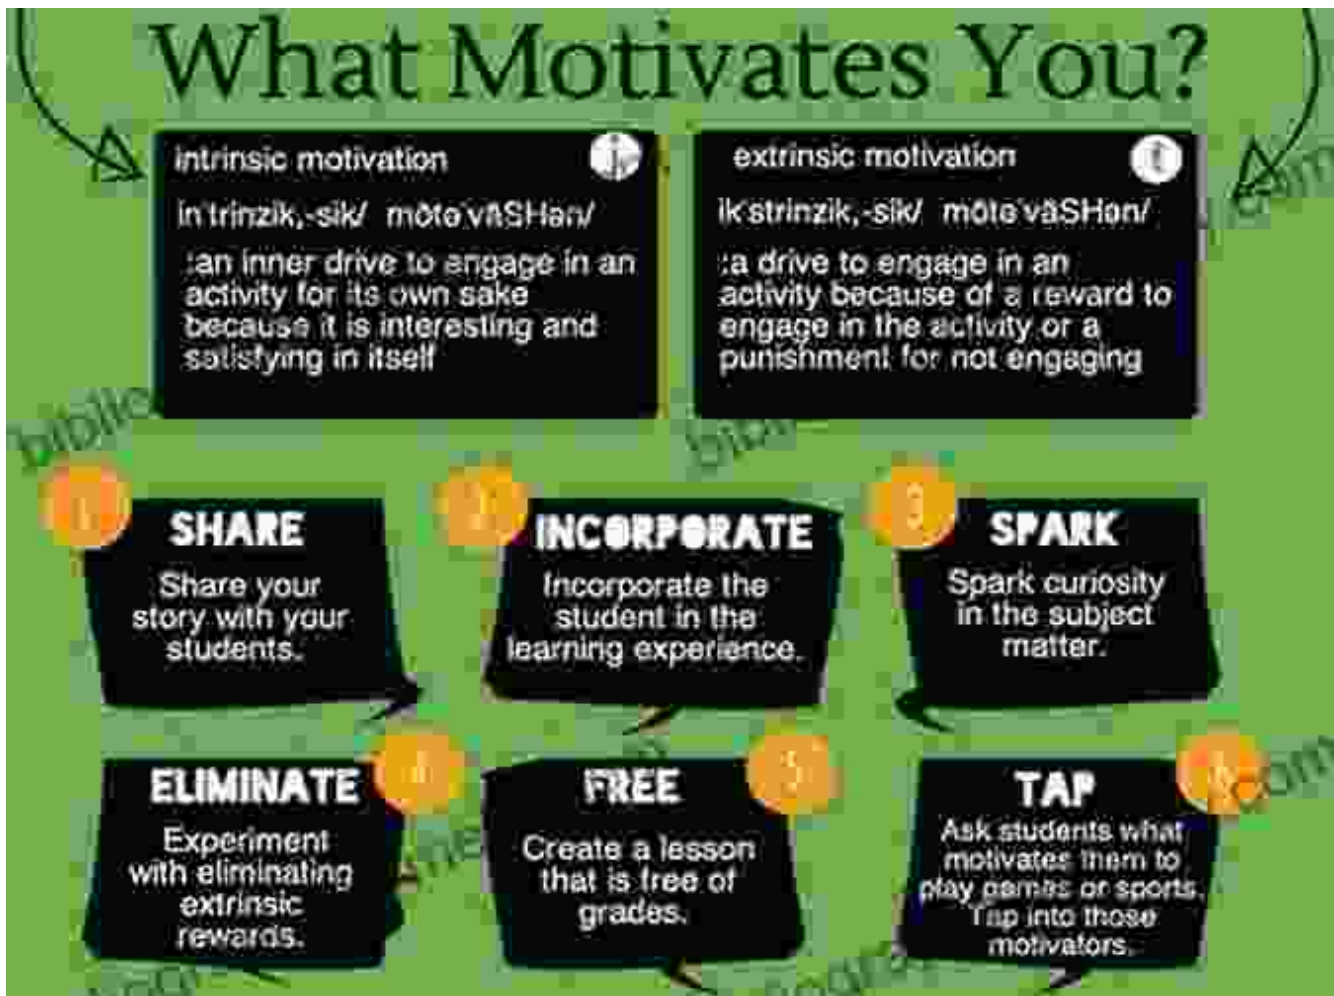 What Motivates You?
intrinsic motivation
in'trinzik,-sik/ mōtə'vāSHən/
:an inner drive to engage in an
activity for its own sake
because it is interesting and
satisfying in itself
extrinsic motivation
ik'strinzik,-sik/ mōtə'vāSHən/
:a drive to engage in an
activity because of a reward to
engage in the activity or a
punishment for not engaging
1
SHARE
Share your
story with your
students.
2
INCORPORATE
Incorporate the
student in the
learning experience.
3
SPARK
Spark curiosity
in the subject
matter.
4
ELIMINATE
Experiment
with eliminating
extrinsic
rewards.
5
FREE
Create a lesson
that is free of
grades.
6
TAP
Ask students what
motivates them to
play games or sports.
Tap into those
motivators.